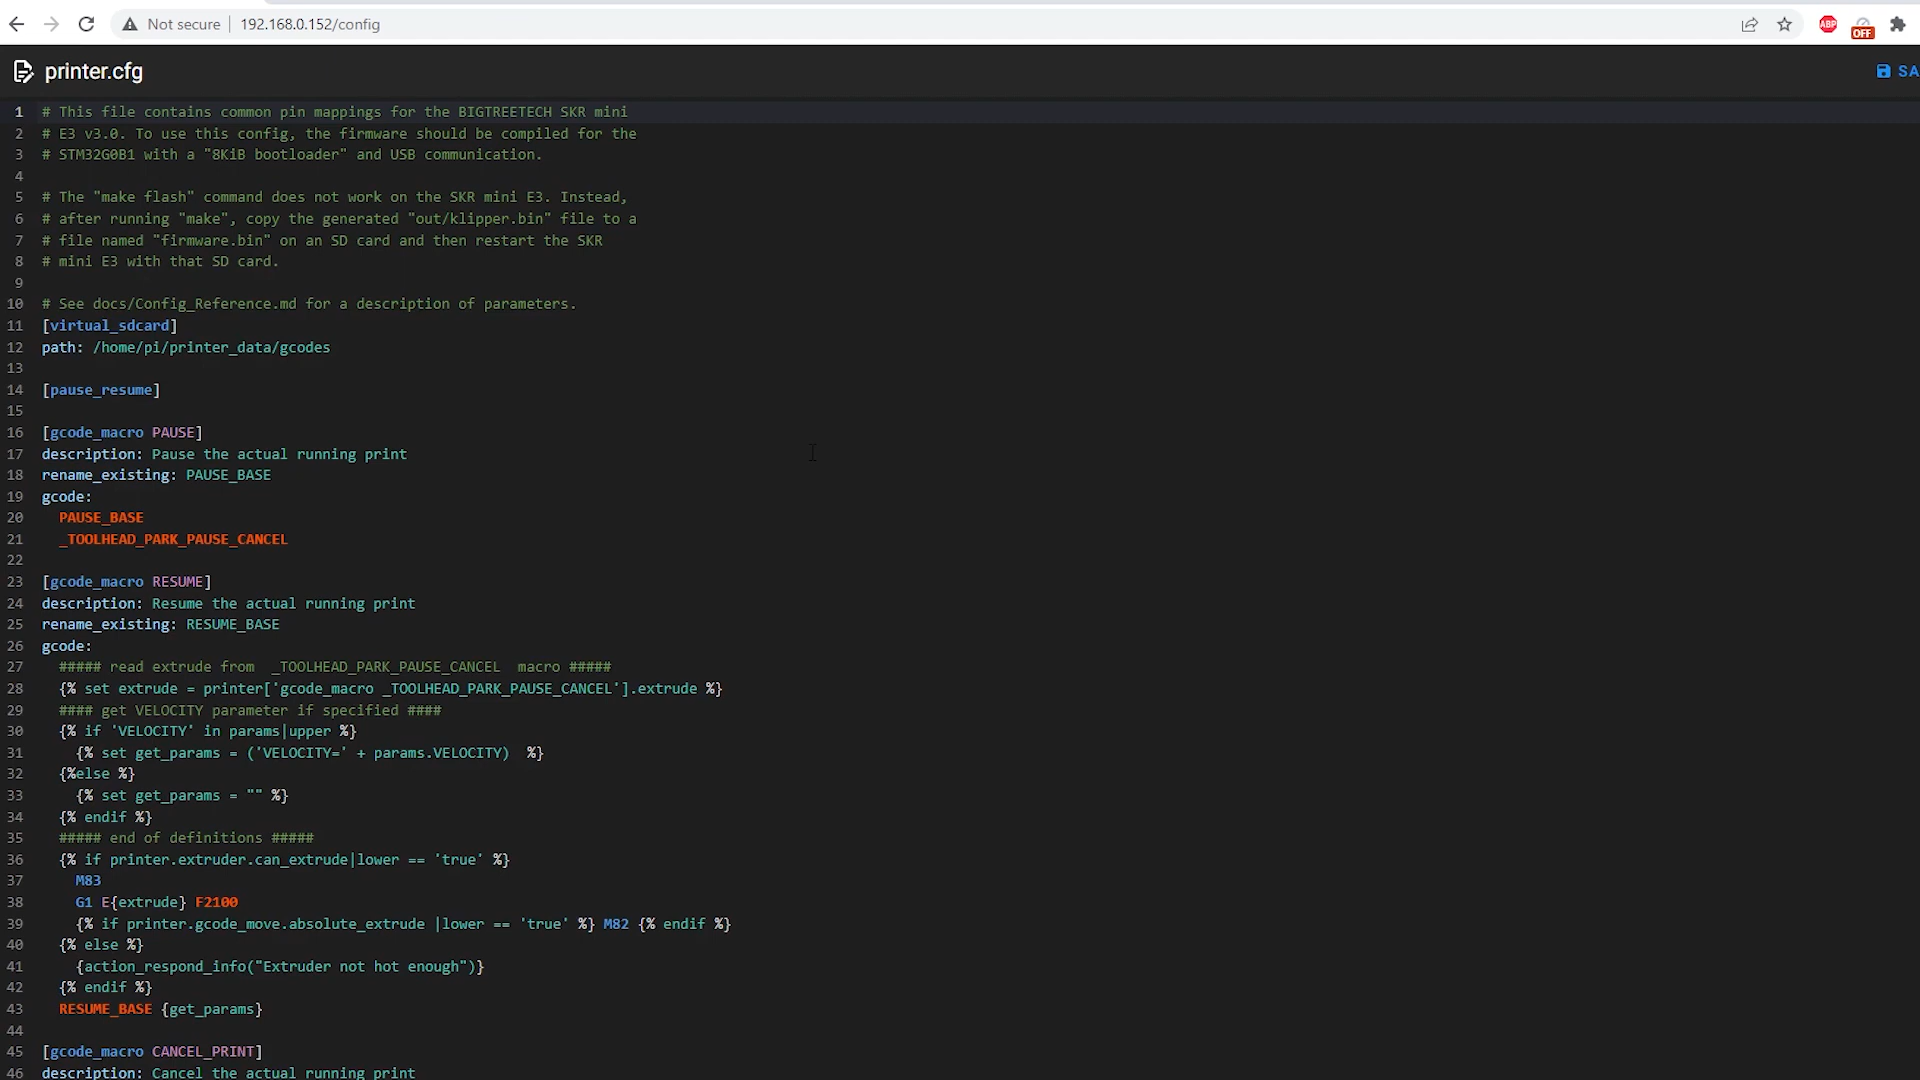 Not secure 192.168.0.152/config
ABP
OFF
printer.cfg
SA
1 # This file contains common pin mappings for the BIGTREETECH SKR mini
2 # E3 v3.0. To use this config, the firmware should be compiled for the
3 # STM32G0B1 with a "8KiB bootloader" and USB communication.
4
5 # The "make flash" command does not work on the SKR mini E3. Instead,
6 # after running "make", copy the generated "out/klipper.bin" file to a
7 # file named "firmware.bin" on an SD card and then restart the SKR
8 # mini E3 with that SD card.
9
10 # See docs/Config_Reference.md for a description of parameters.
11 [virtual_sdcard]
12 path: /home/pi/printer_data/gcodes
13
14 [pause_resume]
15
16 [gcode_macro PAUSE]
17 description: Pause the actual running print
18 rename_existing: PAUSE_BASE
19 gcode:
20 PAUSE_BASE
21 _TOOLHEAD_PARK_PAUSE_CANCEL
22
23 [gcode_macro RESUME]
24 description: Resume the actual running print
25 rename_existing: RESUME_BASE
26 gcode:
27 ##### read extrude from  _TOOLHEAD_PARK_PAUSE_CANCEL  macro #####
28 {% set extrude = printer['gcode_macro _TOOLHEAD_PARK_PAUSE_CANCEL'].extrude %}
29 #### get VELOCITY parameter if specified ####
30 {% if 'VELOCITY' in params|upper %}
31 {% set get_params = ('VELOCITY=' + params.VELOCITY)  %}
32 {%else %}
33 {% set get_params = "" %}
34 {% endif %}
35 ##### end of definitions #####
36 {% if printer.extruder.can_extrude|lower == 'true' %}
37 M83
38 G1 E{extrude} F2100
39 {% if printer.gcode_move.absolute_extrude |lower == 'true' %} M82 {% endif %}
40 {% else %}
41 {action_respond_info("Extruder not hot enough")}
42 {% endif %}
43 RESUME_BASE {get_params}
44
45 [gcode_macro CANCEL_PRINT]
46 description: Cancel the actual running print